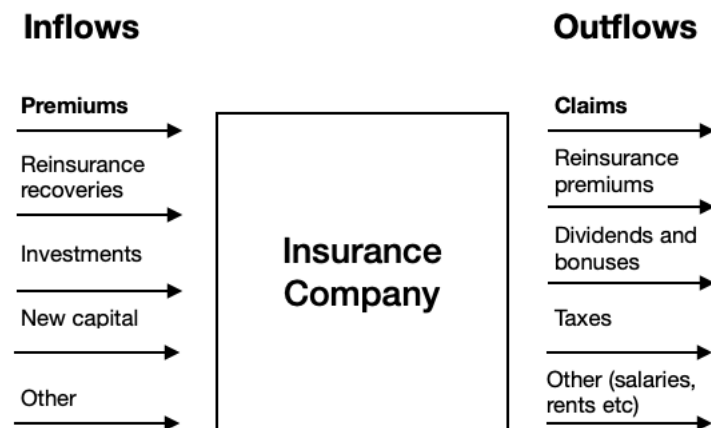 Inflows
Outflows
Premiums
Reinsurance
recoveries
Investments
New capital
Other
Insurance
Company
Claims
Reinsurance
premiums
Dividends and
bonuses
Taxes
Other (salaries,
rents etc)